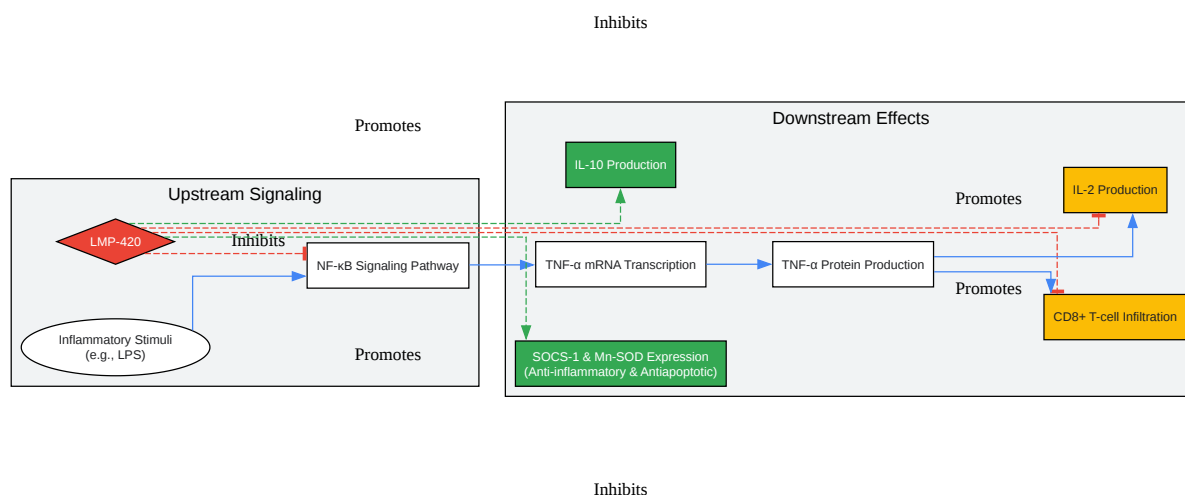 Inhibits
Promotes
Downstream Effects
IL-10 Production
Upstream Signaling
IL-2 Production
Promotes
LMP-420
Inhibits
NF-κB Signaling Pathway
TNF-α mRNA Transcription
TNF-α Protein Production
Promotes
CD8+ T-cell Infiltration
Inflammatory Stimuli
(e.g., LPS)
Promotes
SOCS-1 & Mn-SOD Expression
(Anti-inflammatory & Antiapoptotic)
Inhibits